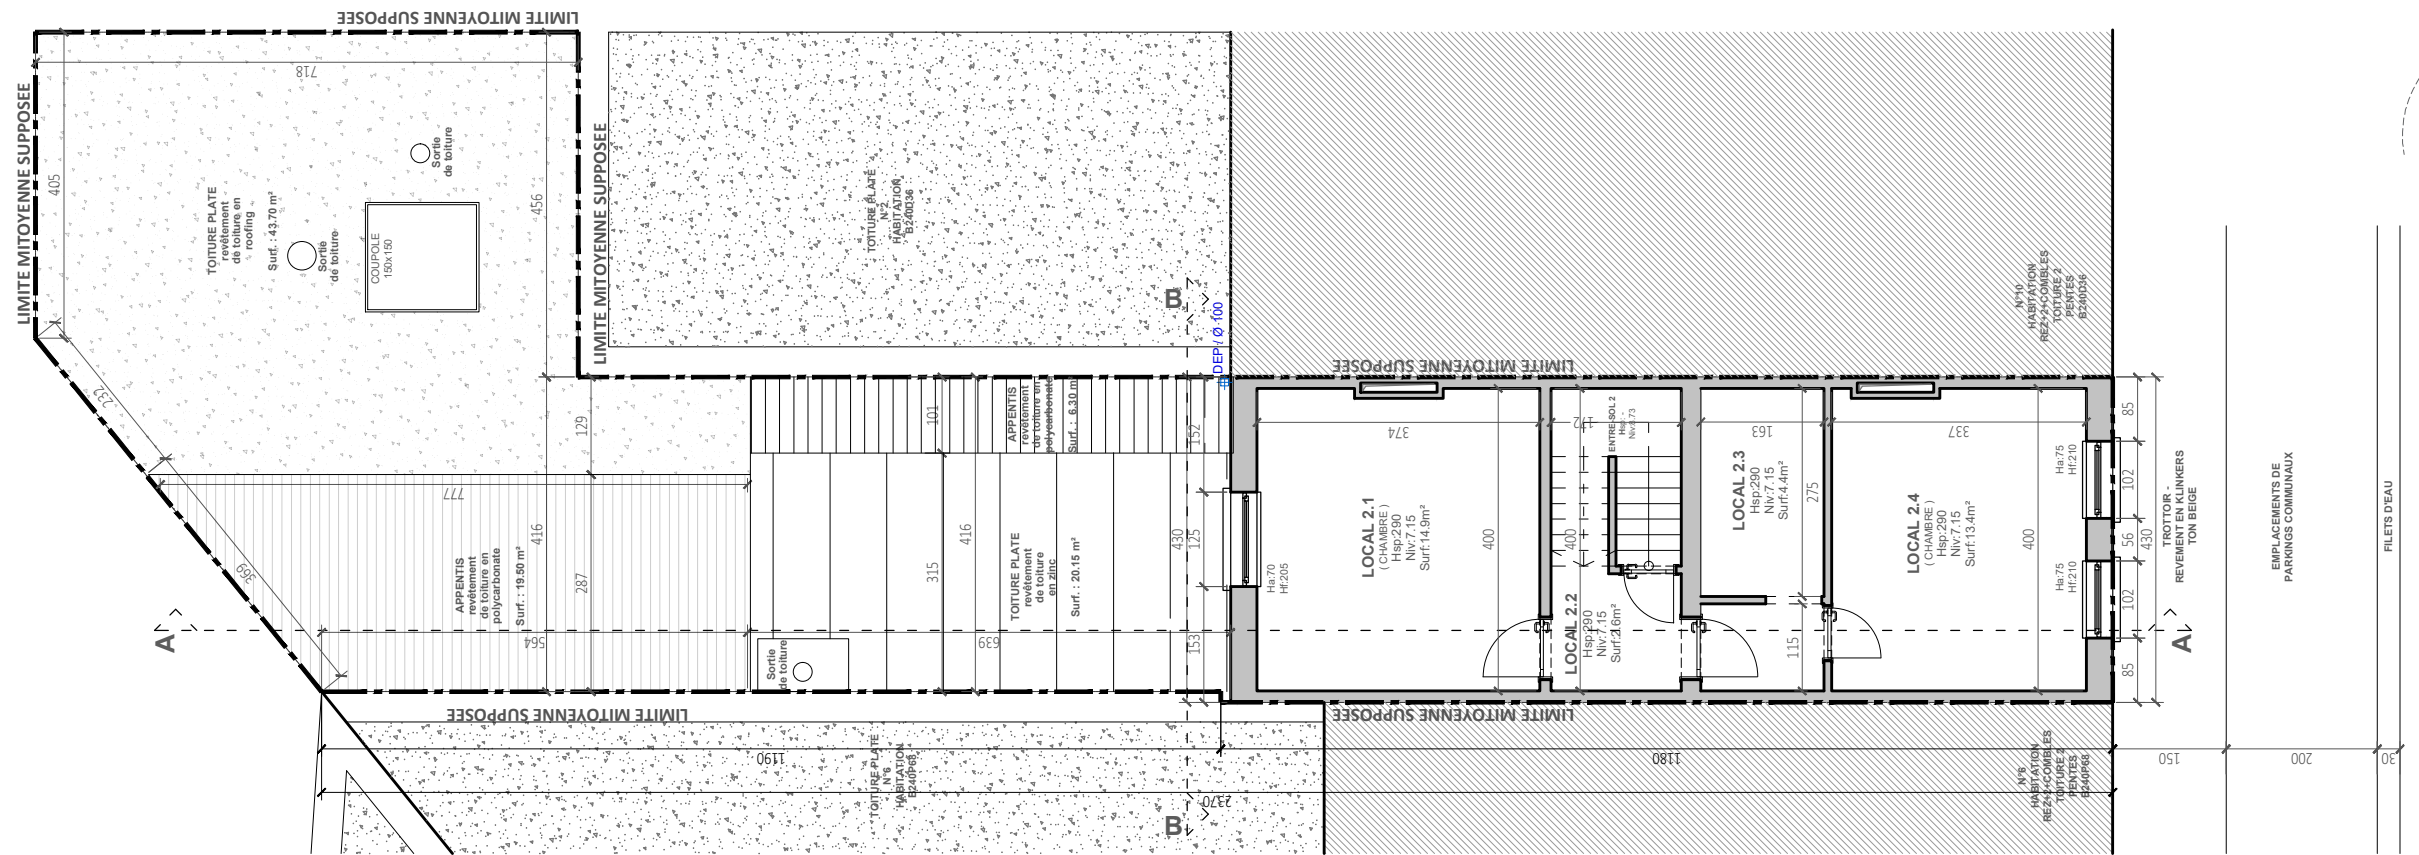 LIMITE MITOYENNE SUPPOSEE
718
LIMITE MITOYENNE SUPPOSEE
405
TOITURE PLATE
revêtement
de toiture en
roofing
Surf. : 43.70 m²
Sortie
de toiture
Sortie
de toiture
COUPOLE
150x150
456
LIMITE MITOYENNE SUPPOSEE
TOITURE PLATE
N°2
HABITATION
B240D36
232
369
129
777
416
287
564
APPENTIS
revêtement
de toiture en
polycarbonate
Surf. : 19.50 m²
A
101
416
315
639
APPENTIS
revêtement
de toiture en
polycarbonate
Surf. : 6.30 m²
TOITURE PLATE
revêtement
de toiture
en zinc
Surf. : 20.15 m²
Sortie
de toiture
B
DEP / Ø 100
152
430
125
153
Ha:70
Hf:205
LIMITE MITOYENNE SUPPOSEE
374
LOCAL 2.1
( CHAMBRE )
Hsp:290
Niv:7.15
Surf:14.9m²
400
172
ENTRE-SOL 2
Hsp: -
400
LOCAL 2.2
Hsp:290
Niv:7.15
Surf:2.6m²
163
LOCAL 2.3
Hsp:290
Niv:7.15
Surf:4.4m²
275
115
337
LOCAL 2.4
( CHAMBRE )
Hsp:290
Niv:7.15
Surf:13.4m²
400
Ha:75
Hf:210
Ha:75
Hf:210
85
102
56
102
85
430
A
N°10
HABITATION
REZ+2+COMBLES
TOITURE 2
PENTES
B240D36
TROTTOIR -
REVEMENT EN KLINKERS
TON BEIGE
EMPLACEMENTS DE
PARKINGS COMMUNAUX
FILETS D'EAU
LIMITE MITOYENNE SUPPOSEE
LIMITE MITOYENNE SUPPOSEE
TOITURE PLATE
N°6
HABITATION
B240P68
N°6
HABITATION
REZ+2+COMBLES
TOITURE 2
PENTES
B240P68
1190
1180
150
200
30
2370
B